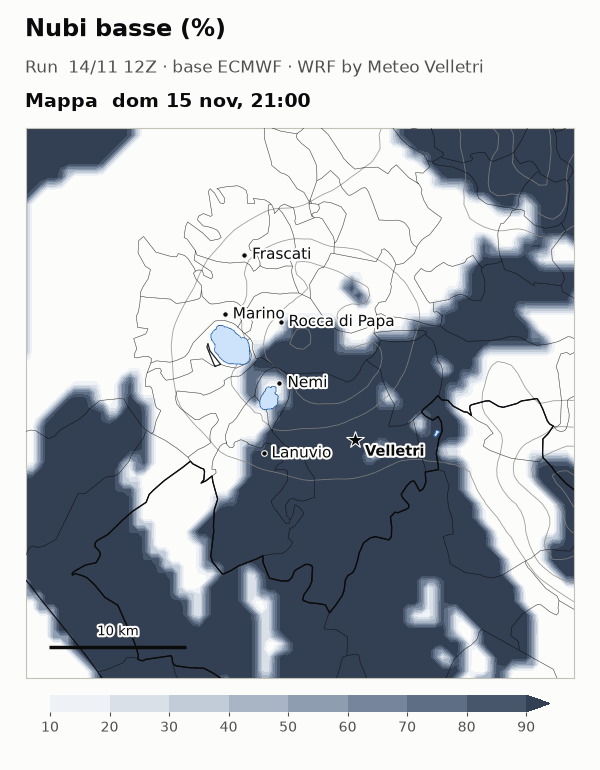 Nubi basse (%)
Run  14/11 12Z · base ECMWF · WRF by Meteo Velletri
Mappa  dom 15 nov, 21:00
Frascati
Marino
Rocca di Papa
Nemi
Velletri
Lanuvio
10 km
10 20 30 40 50 60 70 80 90